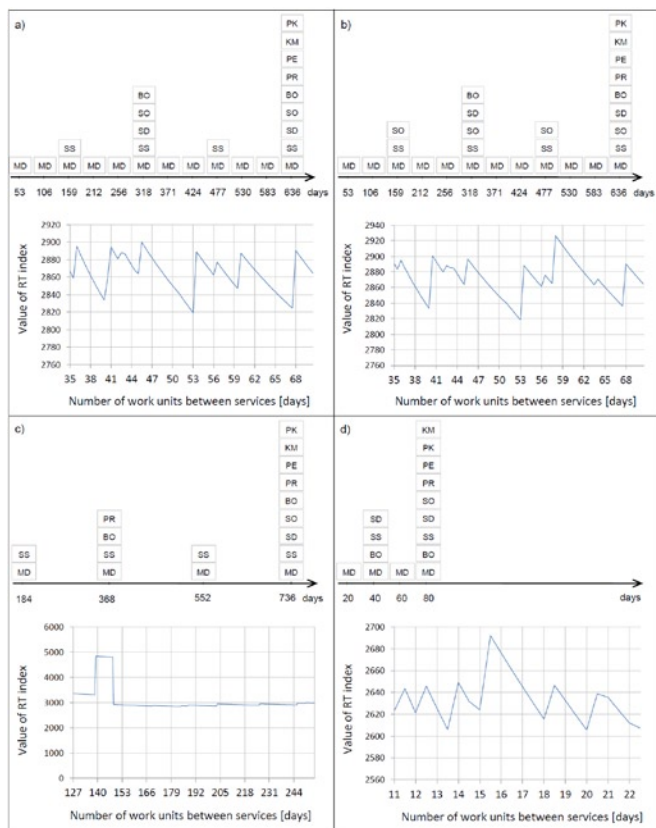 a)
PK
KM
PE
PR
BO BO
SO SO
SD SD
SS SS SS SS
MD MD MD MD MD MD MD MD MD MD MD MD
53 106 159 212 256 318 371 424 477 530 583 636 days
Value of RT index
2920
2900
2880
2860
2840
2820
2800
2780
2760
35 38 41 44 47 50 53 56 59 62 65 68
Number of work units between services [days]
b)
PK
KM
PE
PR
BO BO
SD SD
SO SO SO SO
SS SS SS SS
MD MD MD MD MD MD MD MD MD MD MD MD
53 106 159 212 256 318 371 424 477 530 583 636 days
Value of RT index
2940
2920
2900
2880
2860
2840
2820
2800
2780
2760
35 38 41 44 47 50 53 56 59 62 65 68
Number of work units between services [days]
c)
PK
KM
PE
PR
BO
PR SO
BO SD
SS SS SS SS
MD MD MD MD
184 368 552 736 days
Value of RT index
6000
5000
4000
3000
2000
1000
0
127 140 153 166 179 192 205 218 231 244
Number of work units between services [days]
d)
KM
PK
PE
PR
SD SO
SS SD
SS
BO BO
MD MD MD MD
20 40 60 80 days
Value of RT index
2700
2680
2660
2640
2620
2600
2580
2560
11 12 13 14 15 16 17 18 19 20 21 22
Number of work units between services [days]